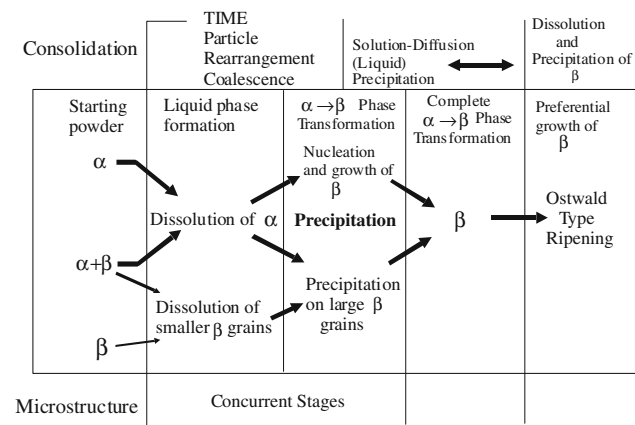 Consolidation
TIME
Particle
Rearrangement
Coalescence
Solution-Diffusion
(Liquid)
Precipitation
Dissolution
and
Precipitation of
β
Starting
powder
Liquid phase
formation
α→β Phase
Transformation
Complete
α→β Phase
Transformation
Preferential
growth of
β
α
α+β
β
Dissolution of α
Dissolution of
smaller β grains
Nucleation
and growth of
β
Precipitation
Precipitation
on large β
grains
β
Ostwald
Type
Ripening
Microstructure
Concurrent Stages